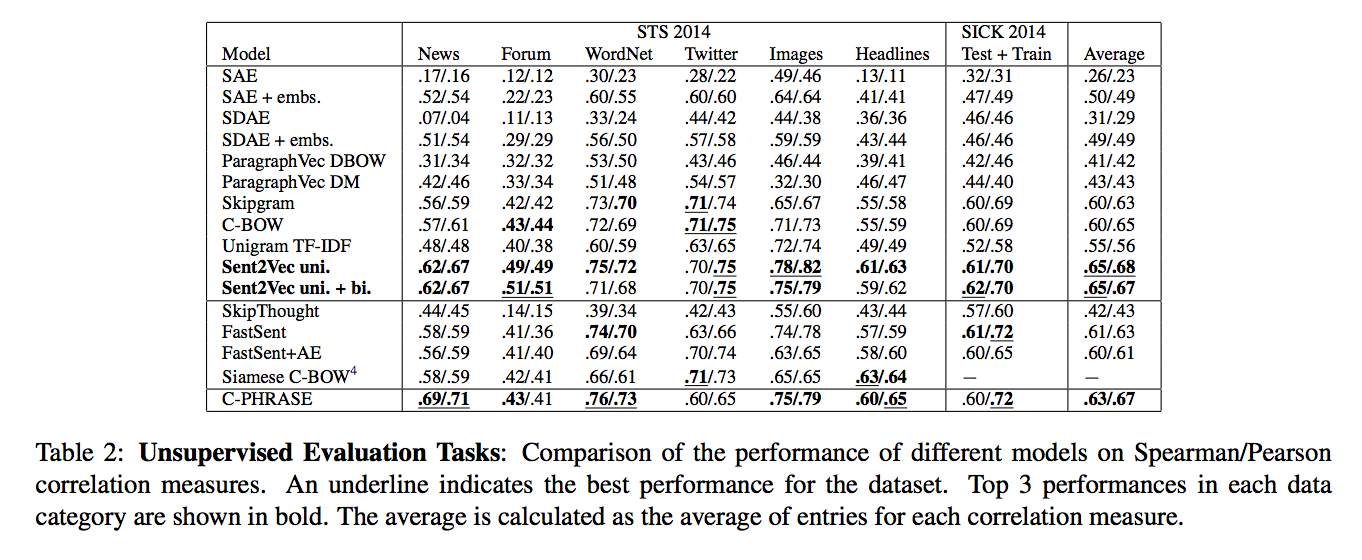 STS 2014 SICK 2014
Model News Forum WordNet Twitter Images Headlines Test + Train Average
SAE .17/.16 .12/.12 .30/.23 .28/.22 .49/.46 .13/.11 .32/.31 .26/.23
SAE + embs. .52/.54 .22/.23 .60/.55 .60/.60 .64/.64 .41/.41 .47/.49 .50/.49
SDAE .07/.04 .11/.13 .33/.24 .44/.42 .44/.38 .36/.36 .46/.46 .31/.29
SDAE + embs. .51/.54 .29/.29 .56/.50 .57/.58 .59/.59 .43/.44 .46/.46 .49/.49
ParagraphVec DBOW .31/.34 .32/.32 .53/.50 .43/.46 .46/.44 .39/.41 .42/.46 .41/.42
ParagraphVec DM .42/.46 .33/.34 .51/.48 .54/.57 .32/.30 .46/.47 .44/.40 .43/.43
Skipgram .56/.59 .42/.42 .73/.70 .71/.74 .65/.67 .55/.58 .60/.69 .60/.63
C-BOW .57/.61 .43/.44 .72/.69 .71/.75 .71/.73 .55/.59 .60/.69 .60/.65
Unigram TF-IDF .48/.48 .40/.38 .60/.59 .63/.65 .72/.74 .49/.49 .52/.58 .55/.56
Sent2Vec uni. .62/.67 .49/.49 .75/.72 .70/.75 .78/.82 .61/.63 .61/.70 .65/.68
Sent2Vec uni. + bi. .62/.67 .51/.51 .71/.68 .70/.75 .75/.79 .59/.62 .62/.70 .65/.67
SkipThought .44/.45 .14/.15 .39/.34 .42/.43 .55/.60 .43/.44 .57/.60 .42/.43
FastSent .58/.59 .41/.36 .74/.70 .63/.66 .74/.78 .57/.59 .61/.72 .61/.63
FastSent+AE .56/.59 .41/.40 .69/.64 .70/.74 .63/.65 .58/.60 .60/.65 .60/.61
Siamese C-BOW⁴ .58/.59 .42/.41 .66/.61 .71/.73 .65/.65 .63/.64 — —
C-PHRASE .69/.71 .43/.41 .76/.73 .60/.65 .75/.79 .60/.65 .60/.72 .63/.67
Table 2: Unsupervised Evaluation Tasks: Comparison of the performance of different models on Spearman/Pearson
correlation measures. An underline indicates the best performance for the dataset. Top 3 performances in each data
category are shown in bold. The average is calculated as the average of entries for each correlation measure.